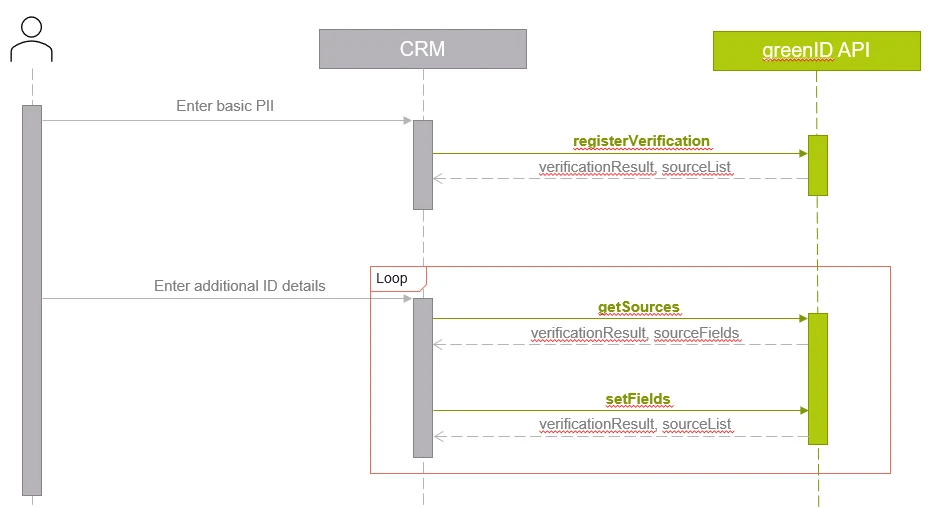 CRM
greenID API
Enter basic PII
registerVerification
verificationResult, sourceList
Loop
Enter additional ID details
getSources
verificationResult, sourceFields
setFields
verificationResult, sourceList